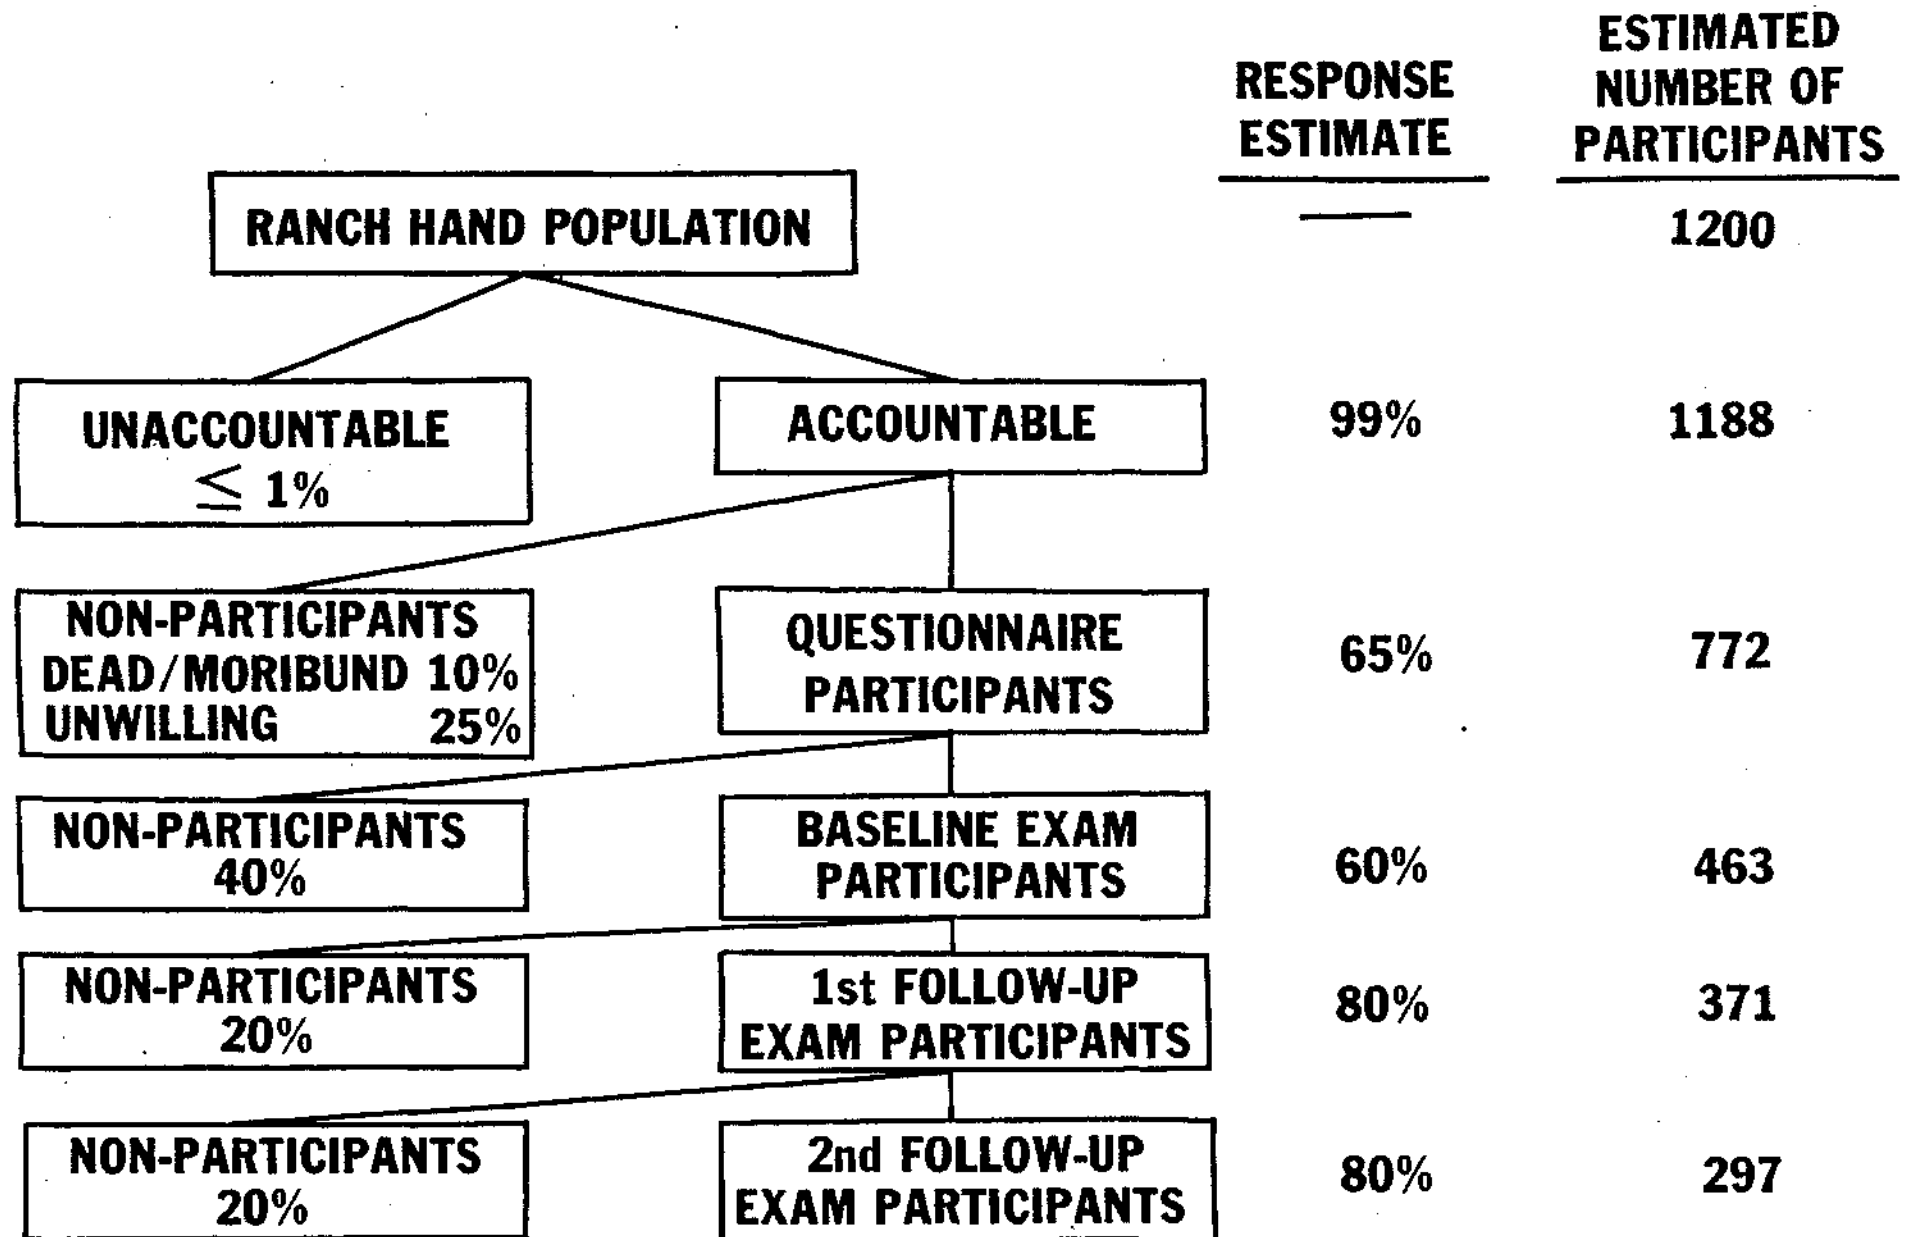 RESPONSE
ESTIMATE
ESTIMATED
NUMBER OF
PARTICIPANTS
RANCH HAND POPULATION
—
1200
UNACCOUNTABLE
≤ 1%
ACCOUNTABLE
99%
1188
NON-PARTICIPANTS
DEAD/MORIBUND 10%
UNWILLING 25%
QUESTIONNAIRE
PARTICIPANTS
65%
772
NON-PARTICIPANTS
40%
BASELINE EXAM
PARTICIPANTS
60%
463
NON-PARTICIPANTS
20%
1st FOLLOW-UP
EXAM PARTICIPANTS
80%
371
NON-PARTICIPANTS
20%
2nd FOLLOW-UP
EXAM PARTICIPANTS
80%
297